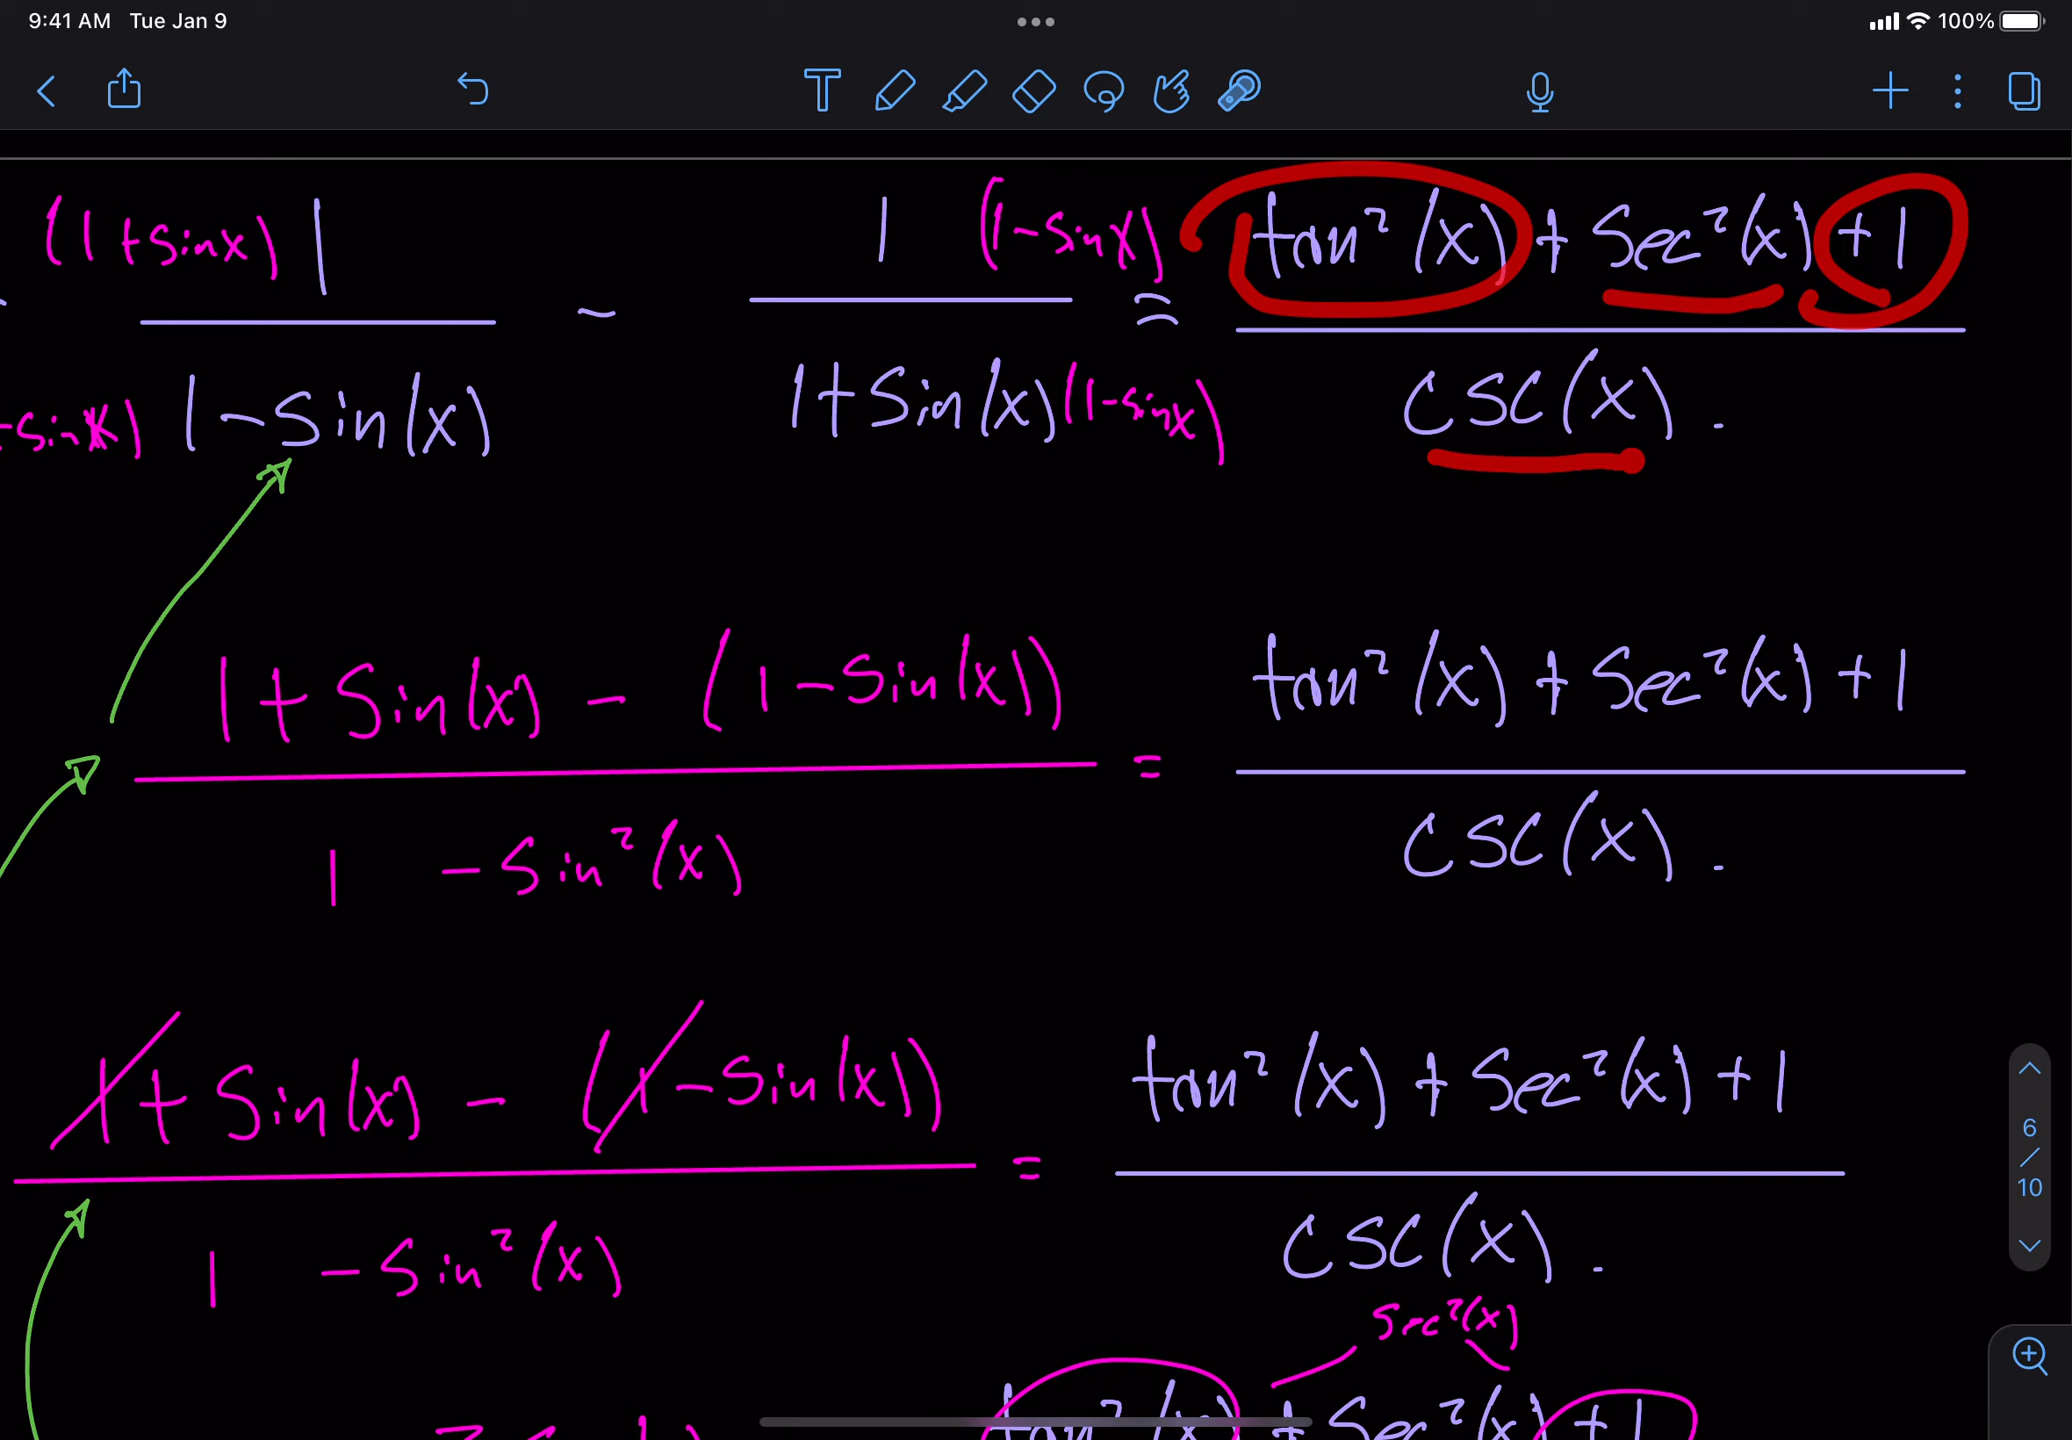 9:41 AM Tue Jan 9
100%
(1+sinx) 1 1 (1-sinx) tan²(x) + Sec²(x) +1
- = 
-sinx) 1-Sin(x) 1+Sin(x)(1-sinx) CSC(x).
1+ Sin(x) - (1-Sin(x)) tan²(x) + Sec²(x) +1
=
1 -Sin²(x) CSC(x).
1+ Sin(x) - (1-Sin(x)) tan²(x) + Sec²(x) +1
=
1 -Sin²(x) CSC(x).
6
/
10
Sec²(x)
tan²(x) + Sec²(x) +1